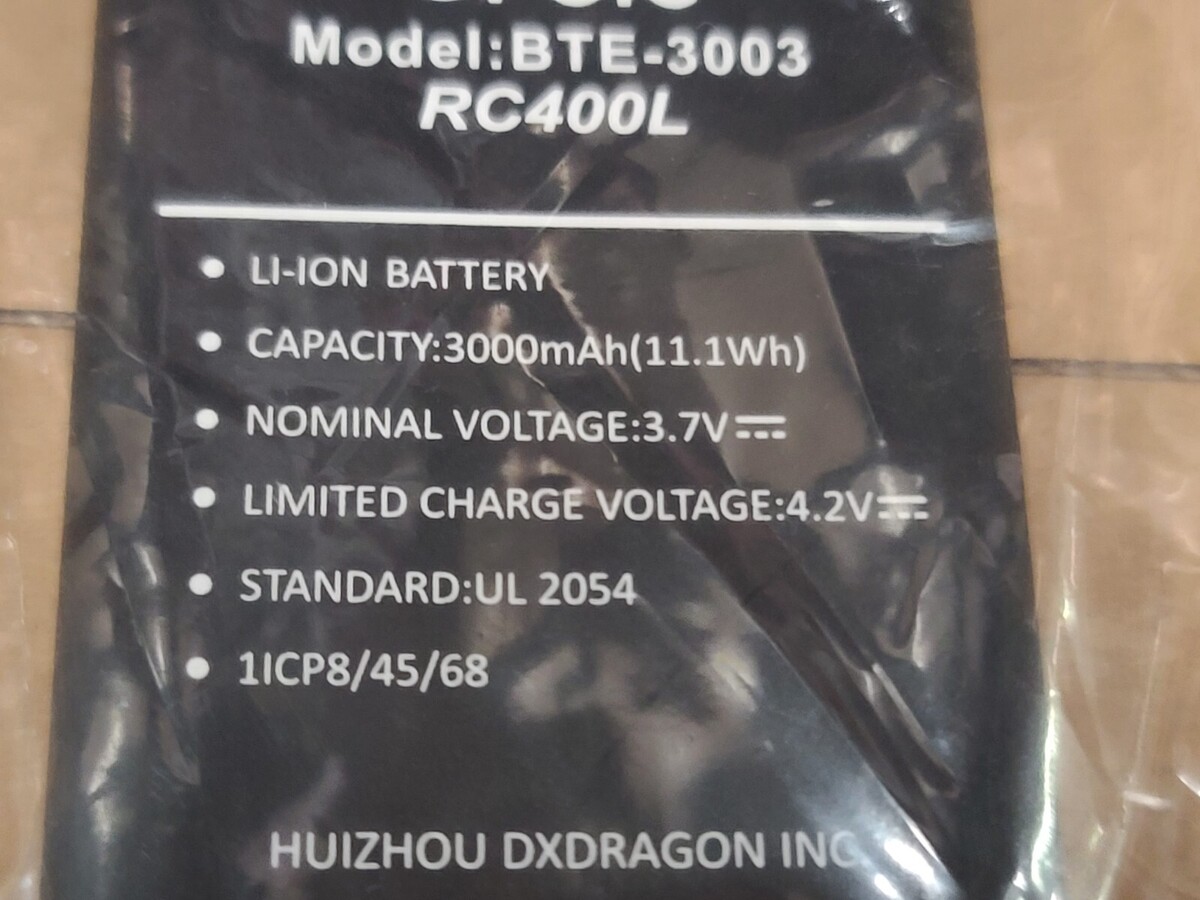 Model:BTE-3003
RC400L
LI-ION BATTERY
CAPACITY:3000mAh(11.1Wh)
NOMINAL VOLTAGE:3.7V⎓
LIMITED CHARGE VOLTAGE:4.2V⎓
STANDARD:UL 2054
1ICP8/45/68
HUIZHOU DXDRAGON INC